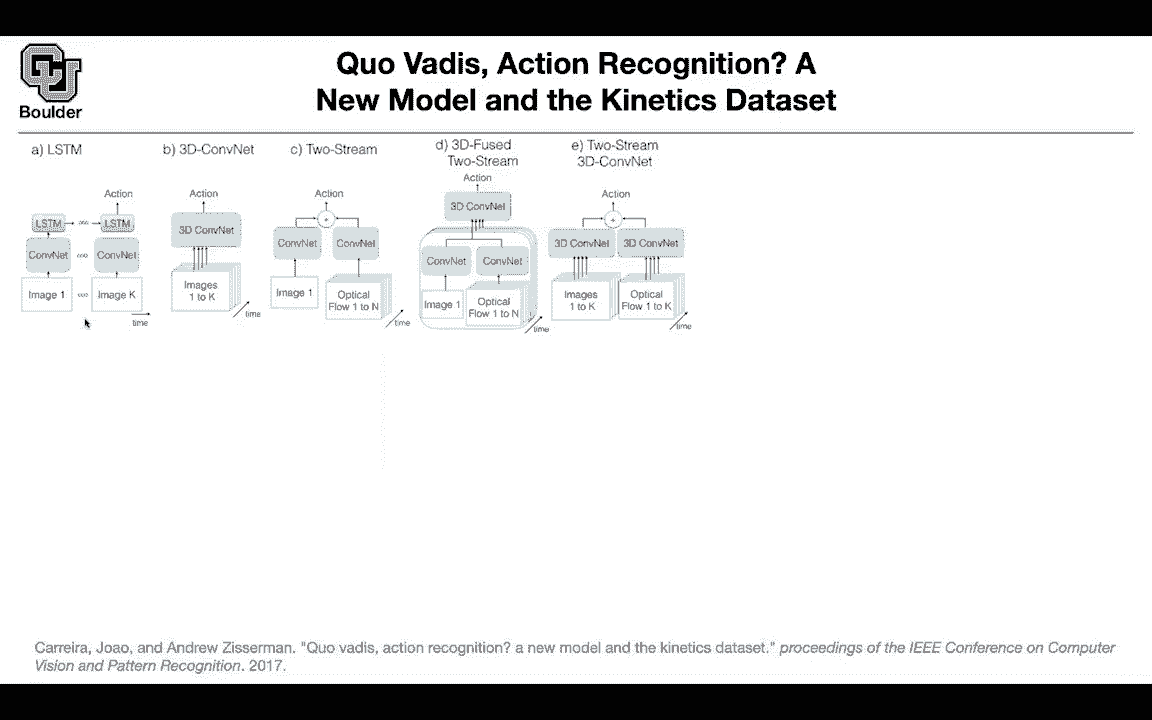 Boulder
Quo Vadis, Action Recognition? A
New Model and the Kinetics Dataset
a) LSTM
Action
LSTM
LSTM
ConvNet
ConvNet
Image 1
Image K
time
b) 3D-ConvNet
Action
3D ConvNet
Images
1 to K
time
c) Two-Stream
Action
+
ConvNet
ConvNet
Image 1
Optical
Flow 1 to N
time
d) 3D-Fused
Two-Stream
Action
3D ConvNet
ConvNet
ConvNet
Image 1
Optical
Flow 1 to N
time
e) Two-Stream
3D-ConvNet
Action
+
3D ConvNet
3D ConvNet
Images
1 to K
Optical
Flow 1 to K
time
Carreira, Joao, and Andrew Zisserman. "Quo vadis, action recognition? a new model and the kinetics dataset." proceedings of the IEEE Conference on Computer
Vision and Pattern Recognition. 2017.